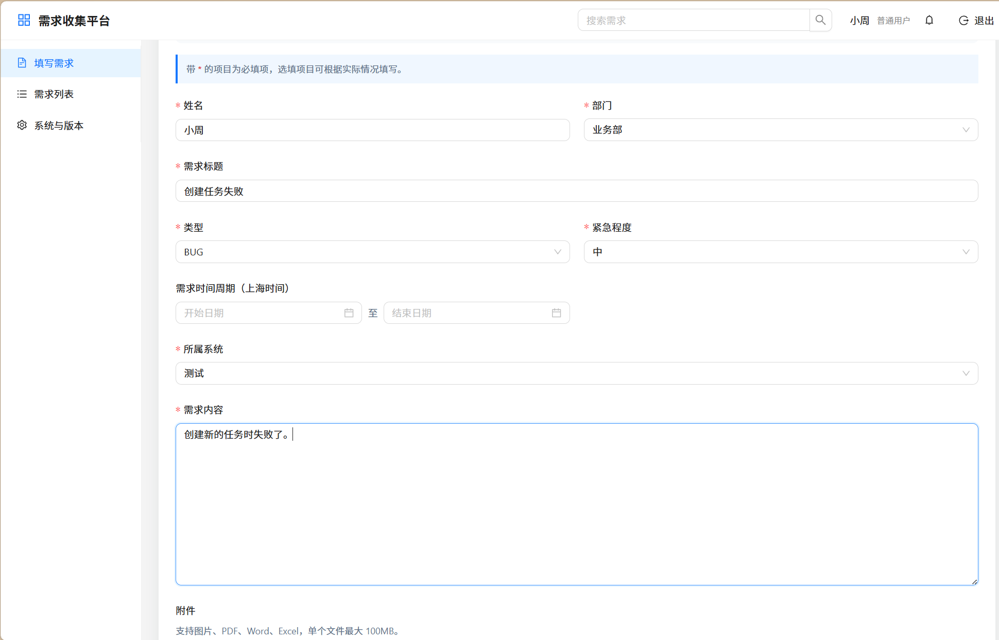 需求收集平台
搜索需求
小周 普通用户
退出
填写需求
需求列表
系统与版本
带 * 的项目为必填项，选填项目可根据实际情况填写。
* 姓名
小周
* 部门
业务部
* 需求标题
创建任务失败
* 类型
BUG
* 紧急程度
中
需求时间周期（上海时间）
开始日期 至 结束日期
* 所属系统
测试
* 需求内容
创建新的任务时失败了。
附件
支持图片、PDF、Word、Excel，单个文件最大 100MB。